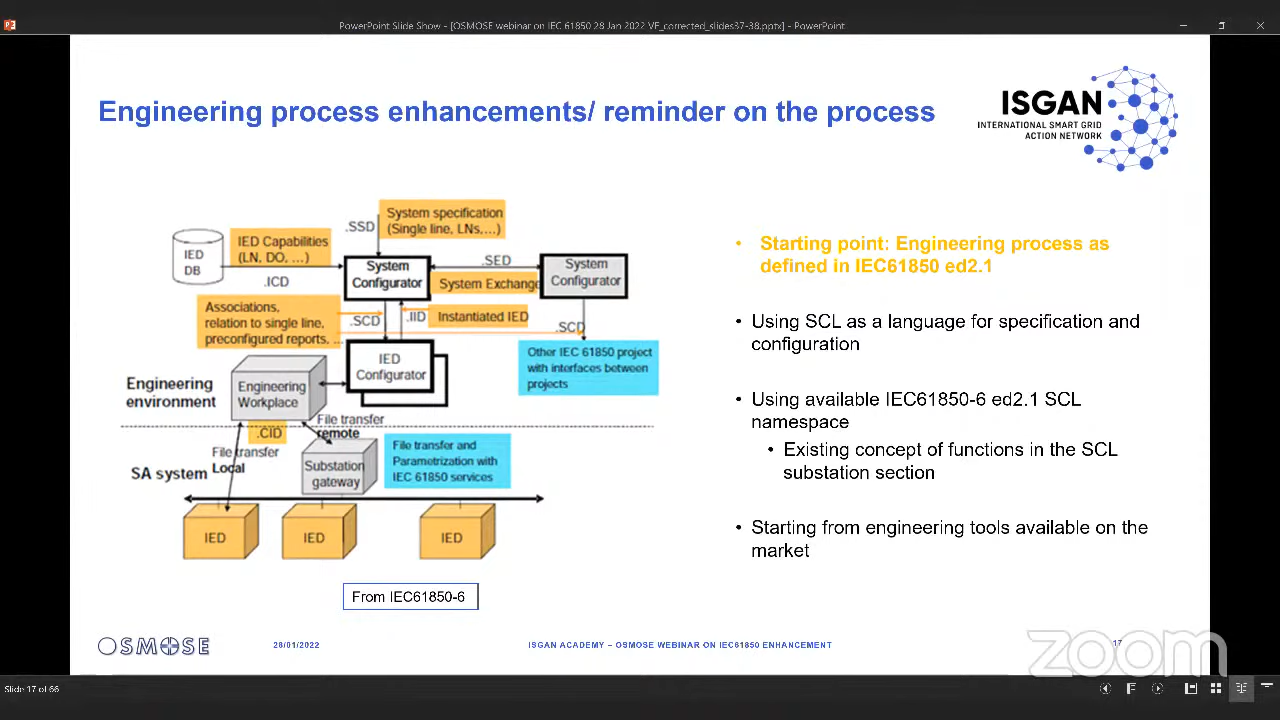 PowerPoint Slide Show - [OSMOSE webinar on IEC 61850 28 Jan 2022 VF_corrected_slides37-38.pptx] - PowerPoint
Engineering process enhancements/ reminder on the process
ISGAN
INTERNATIONAL SMART GRID
ACTION NETWORK
System specification
(Single line, LNs,...)
.SSD
IED
DB
IED Capabilities
(LN, DO, ...)
.ICD
System
Configurator
.SED
System Exchange
System
Configurator
Associations,
relation to single line,
preconfigured reports, ...
.SCD
.IID
Instantiated IED
.SCD
IED
Configurator
Other IEC 61850 project
with interfaces between
projects
Engineering
environment
Engineering
Workplace
File transfer
remote
.CID
File transfer
Local
SA system
Substation
gateway
File transfer and
Parametrization with
IEC 61850 services
IED
IED
IED
From IEC61850-6
• Starting point: Engineering process as
defined in IEC61850 ed2.1
• Using SCL as a language for specification and
configuration
• Using available IEC61850-6 ed2.1 SCL
namespace
• Existing concept of functions in the SCL
substation section
• Starting from engineering tools available on the
market
OSMOSE
28/01/2022
ISGAN ACADEMY – OSMOSE WEBINAR ON IEC61850 ENHANCEMENT
17
zoom
Slide 17 of 66